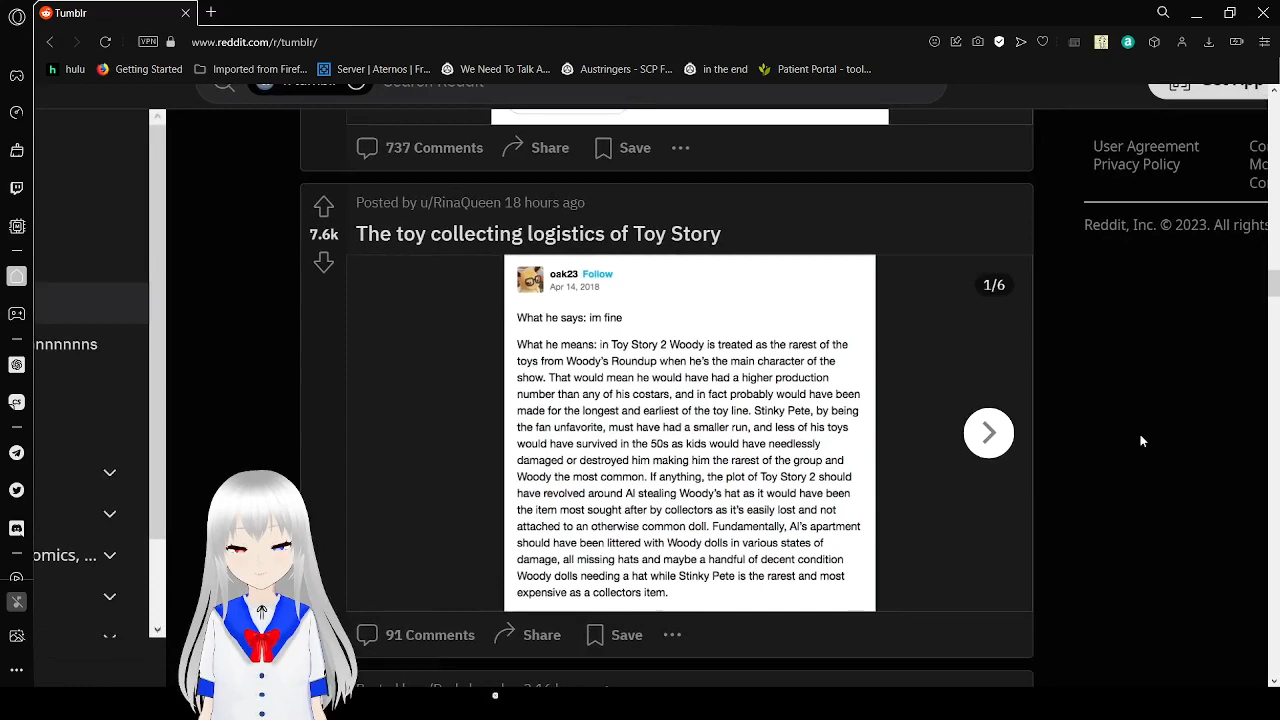 Tumblr
VPN
www.reddit.com/r/tumblr/
hulu
Getting Started
Imported from Firef...
Server | Aternos | Fr...
We Need To Talk A...
Austringers - SCP F...
in the end
Patient Portal - tool...
Search Reddit
737 Comments
Share
Save
User Agreement
Privacy Policy
Reddit, Inc. © 2023. All rights
Posted by u/RinaQueen 18 hours ago
7.6k
The toy collecting logistics of Toy Story
oak23 Follow
Apr 14, 2018
1/6
What he says: im fine
What he means: in Toy Story 2 Woody is treated as the rarest of the
toys from Woody's Roundup when he's the main character of the
show. That would mean he would have had a higher production
number than any of his costars, and in fact probably would have been
made for the longest and earliest of the toy line. Stinky Pete, by being
the fan unfavorite, must have had a smaller run, and less of his toys
would have survived in the 50s as kids would have needlessly
damaged or destroyed him making him the rarest of the group and
Woody the most common. If anything, the plot of Toy Story 2 should
have revolved around Al stealing Woody's hat as it would have been
the item most sought after by collectors as it's easily lost and not
attached to an otherwise common doll. Fundamentally, Al's apartment
should have been littered with Woody dolls in various states of
damage, all missing hats and maybe a handful of decent condition
Woody dolls needing a hat while Stinky Pete is the rarest and most
expensive as a collectors item.
nnnnnns
omics, ...
91 Comments
Share
Save